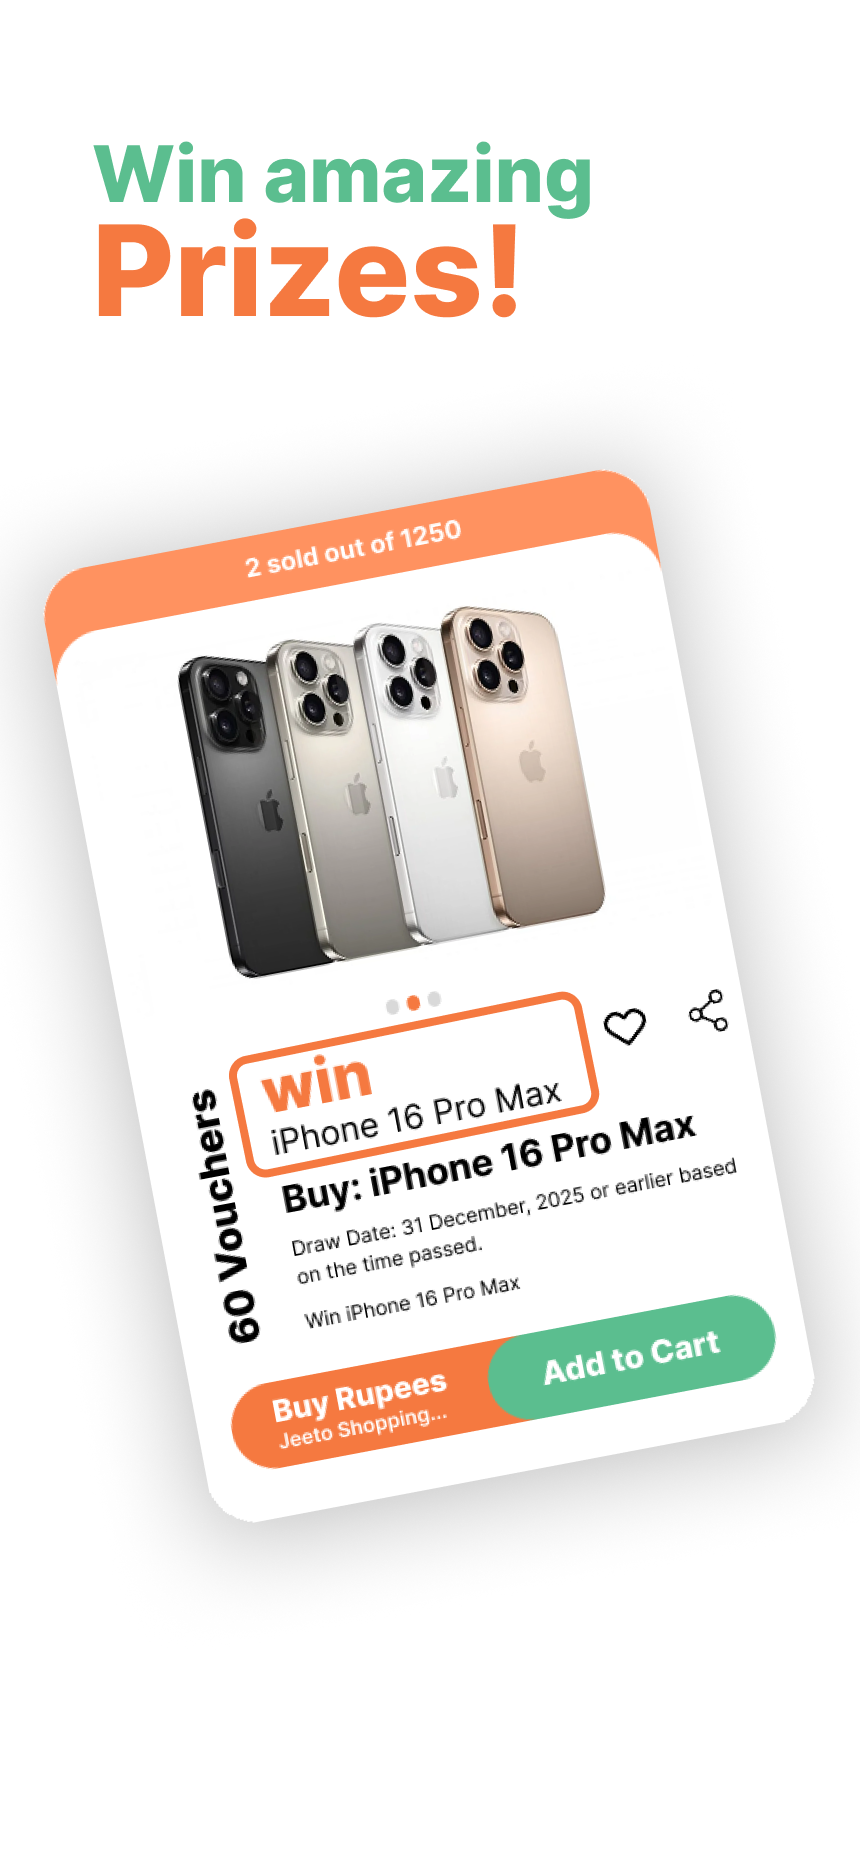 Win amazing
Prizes!
2 sold out of 1250
60 Vouchers
win
iPhone 16 Pro Max
Buy: iPhone 16 Pro Max
Draw Date: 31 December, 2025 or earlier based
on the time passed.
Win iPhone 16 Pro Max
Buy Rupees
Jeeto Shopping...
Add to Cart